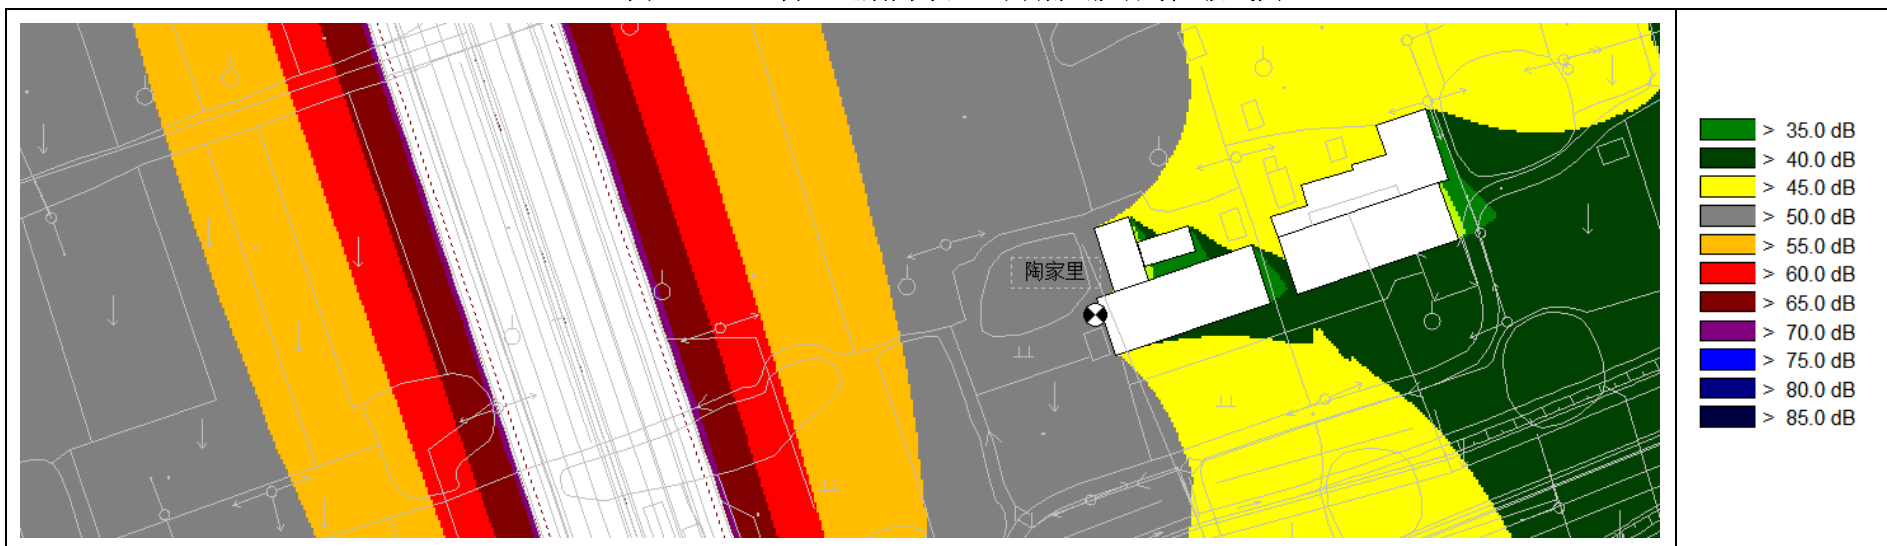 陶家里
> 35.0 dB
> 40.0 dB
> 45.0 dB
> 50.0 dB
> 55.0 dB
> 60.0 dB
> 65.0 dB
> 70.0 dB
> 75.0 dB
> 80.0 dB
> 85.0 dB